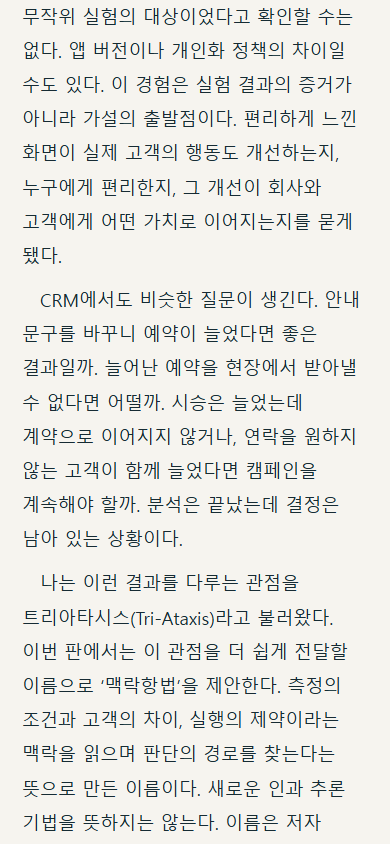 무작위 실험의 대상이었다고 확인할 수는
없다. 앱 버전이나 개인화 정책의 차이일
수도 있다. 이 경험은 실험 결과의 증거가
아니라 가설의 출발점이다. 편리하게 느낀
화면이 실제 고객의 행동도 개선하는지,
누구에게 편리한지, 그 개선이 회사와
고객에게 어떤 가치로 이어지는지를 묻게
됐다.
CRM에서도 비슷한 질문이 생긴다. 안내
문구를 바꾸니 예약이 늘었다면 좋은
결과일까. 늘어난 예약을 현장에서 받아낼
수 없다면 어떨까. 시승은 늘었는데
계약으로 이어지지 않거나, 연락을 원하지
않는 고객이 함께 늘었다면 캠페인을
계속해야 할까. 분석은 끝났는데 결정은
남아 있는 상황이다.
나는 이런 결과를 다루는 관점을
트리아타시스(Tri-Ataxis)라고 불러왔다.
이번 판에서는 이 관점을 더 쉽게 전달할
이름으로 ‘맥락항법’을 제안한다. 측정의
조건과 고객의 차이, 실행의 제약이라는
맥락을 읽으며 판단의 경로를 찾는다는
뜻으로 만든 이름이다. 새로운 인과 추론
기법을 뜻하지는 않는다. 이름은 저자